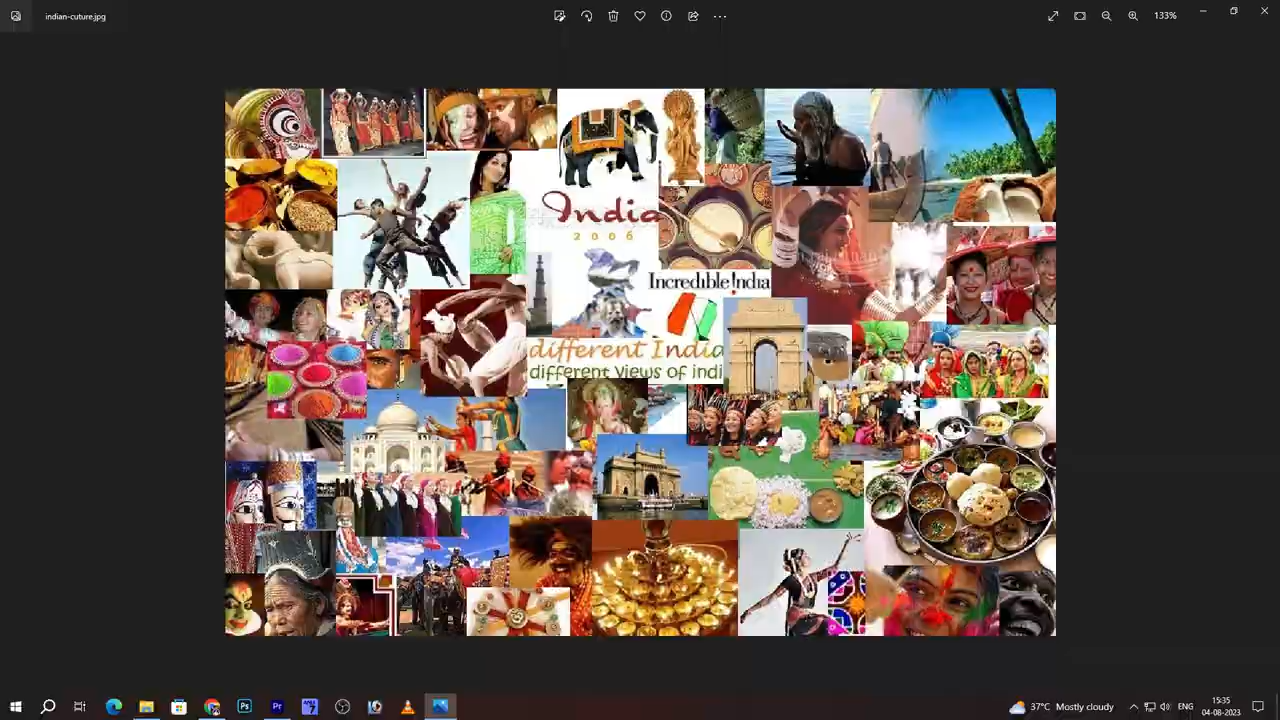 indian-cuture.jpg
133%
India
2006
Incredible !ndia
different India
different Views of indi
37°C Mostly cloudy
ENG
15:35
04-08-2023